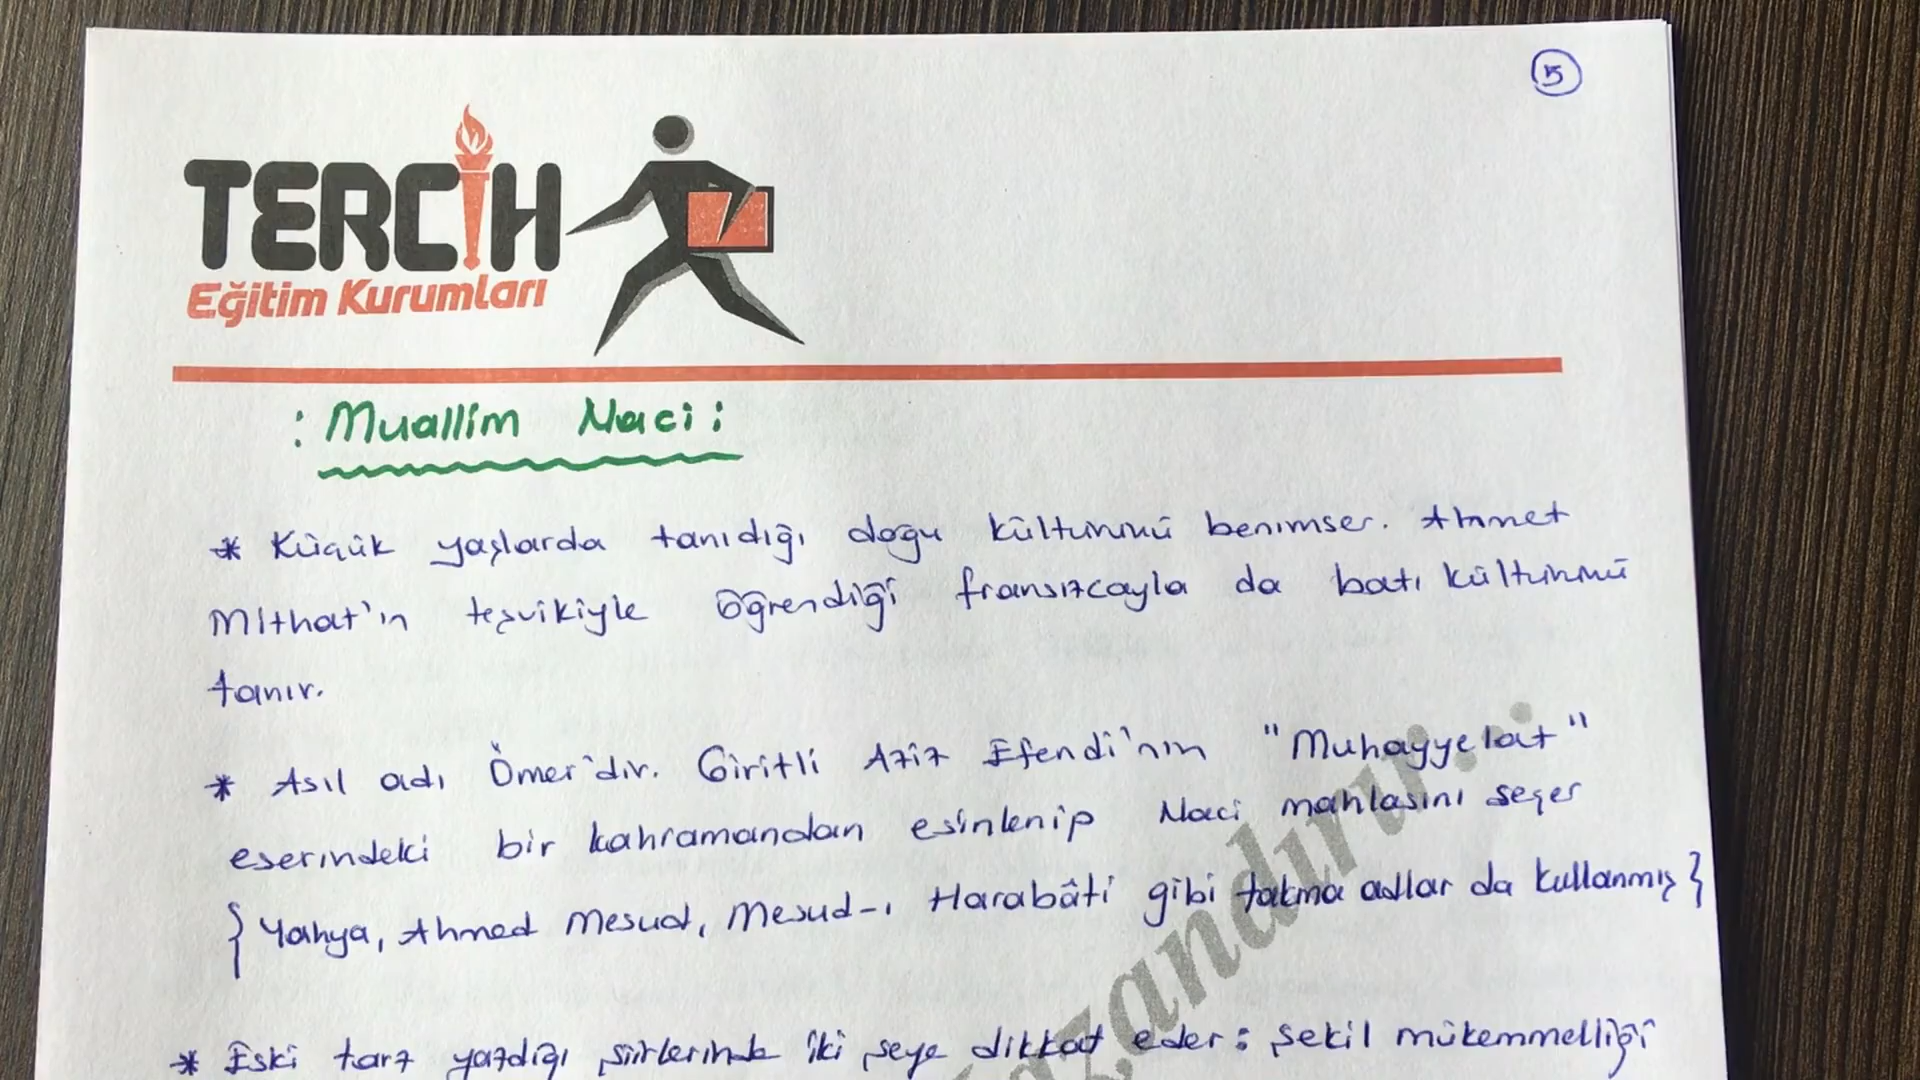 5
TERCİH
Eğitim Kurumları
: Muallim Naci :
* Küçük yaşlarda tanıdığı doğu kültürünü benimser. Ahmet
Mithat'ın teşvikiyle öğrendiği fransızcayla da batı kültürünü
tanır.
* Asıl adı Ömer'dir. Giritli Aziz Efendi'nin "Muhayyelat"
eserindeki bir kahramandan esinlenip Naci mahlasını seçer
{ Yahya, Ahmed Mesud, Mesud-ı Harabâti gibi takma adlar da kullanmış }
* Eski tarz yazdığı şiirlerinde iki şeye dikkat eder: şekil mükemmelliği